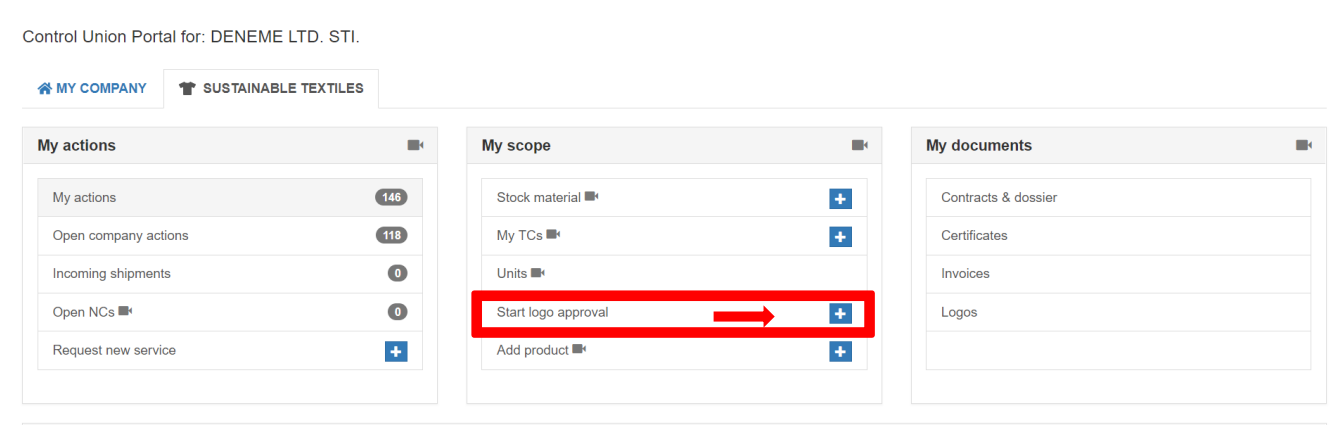 Control Union Portal for: DENEME LTD. STI.
MY COMPANY
SUSTAINABLE TEXTILES
My actions
My actions 146
Open company actions 118
Incoming shipments 0
Open NCs 0
Request new service
My scope
Stock material
My TCs
Units
Start logo approval
Add product
My documents
Contracts & dossier
Certificates
Invoices
Logos